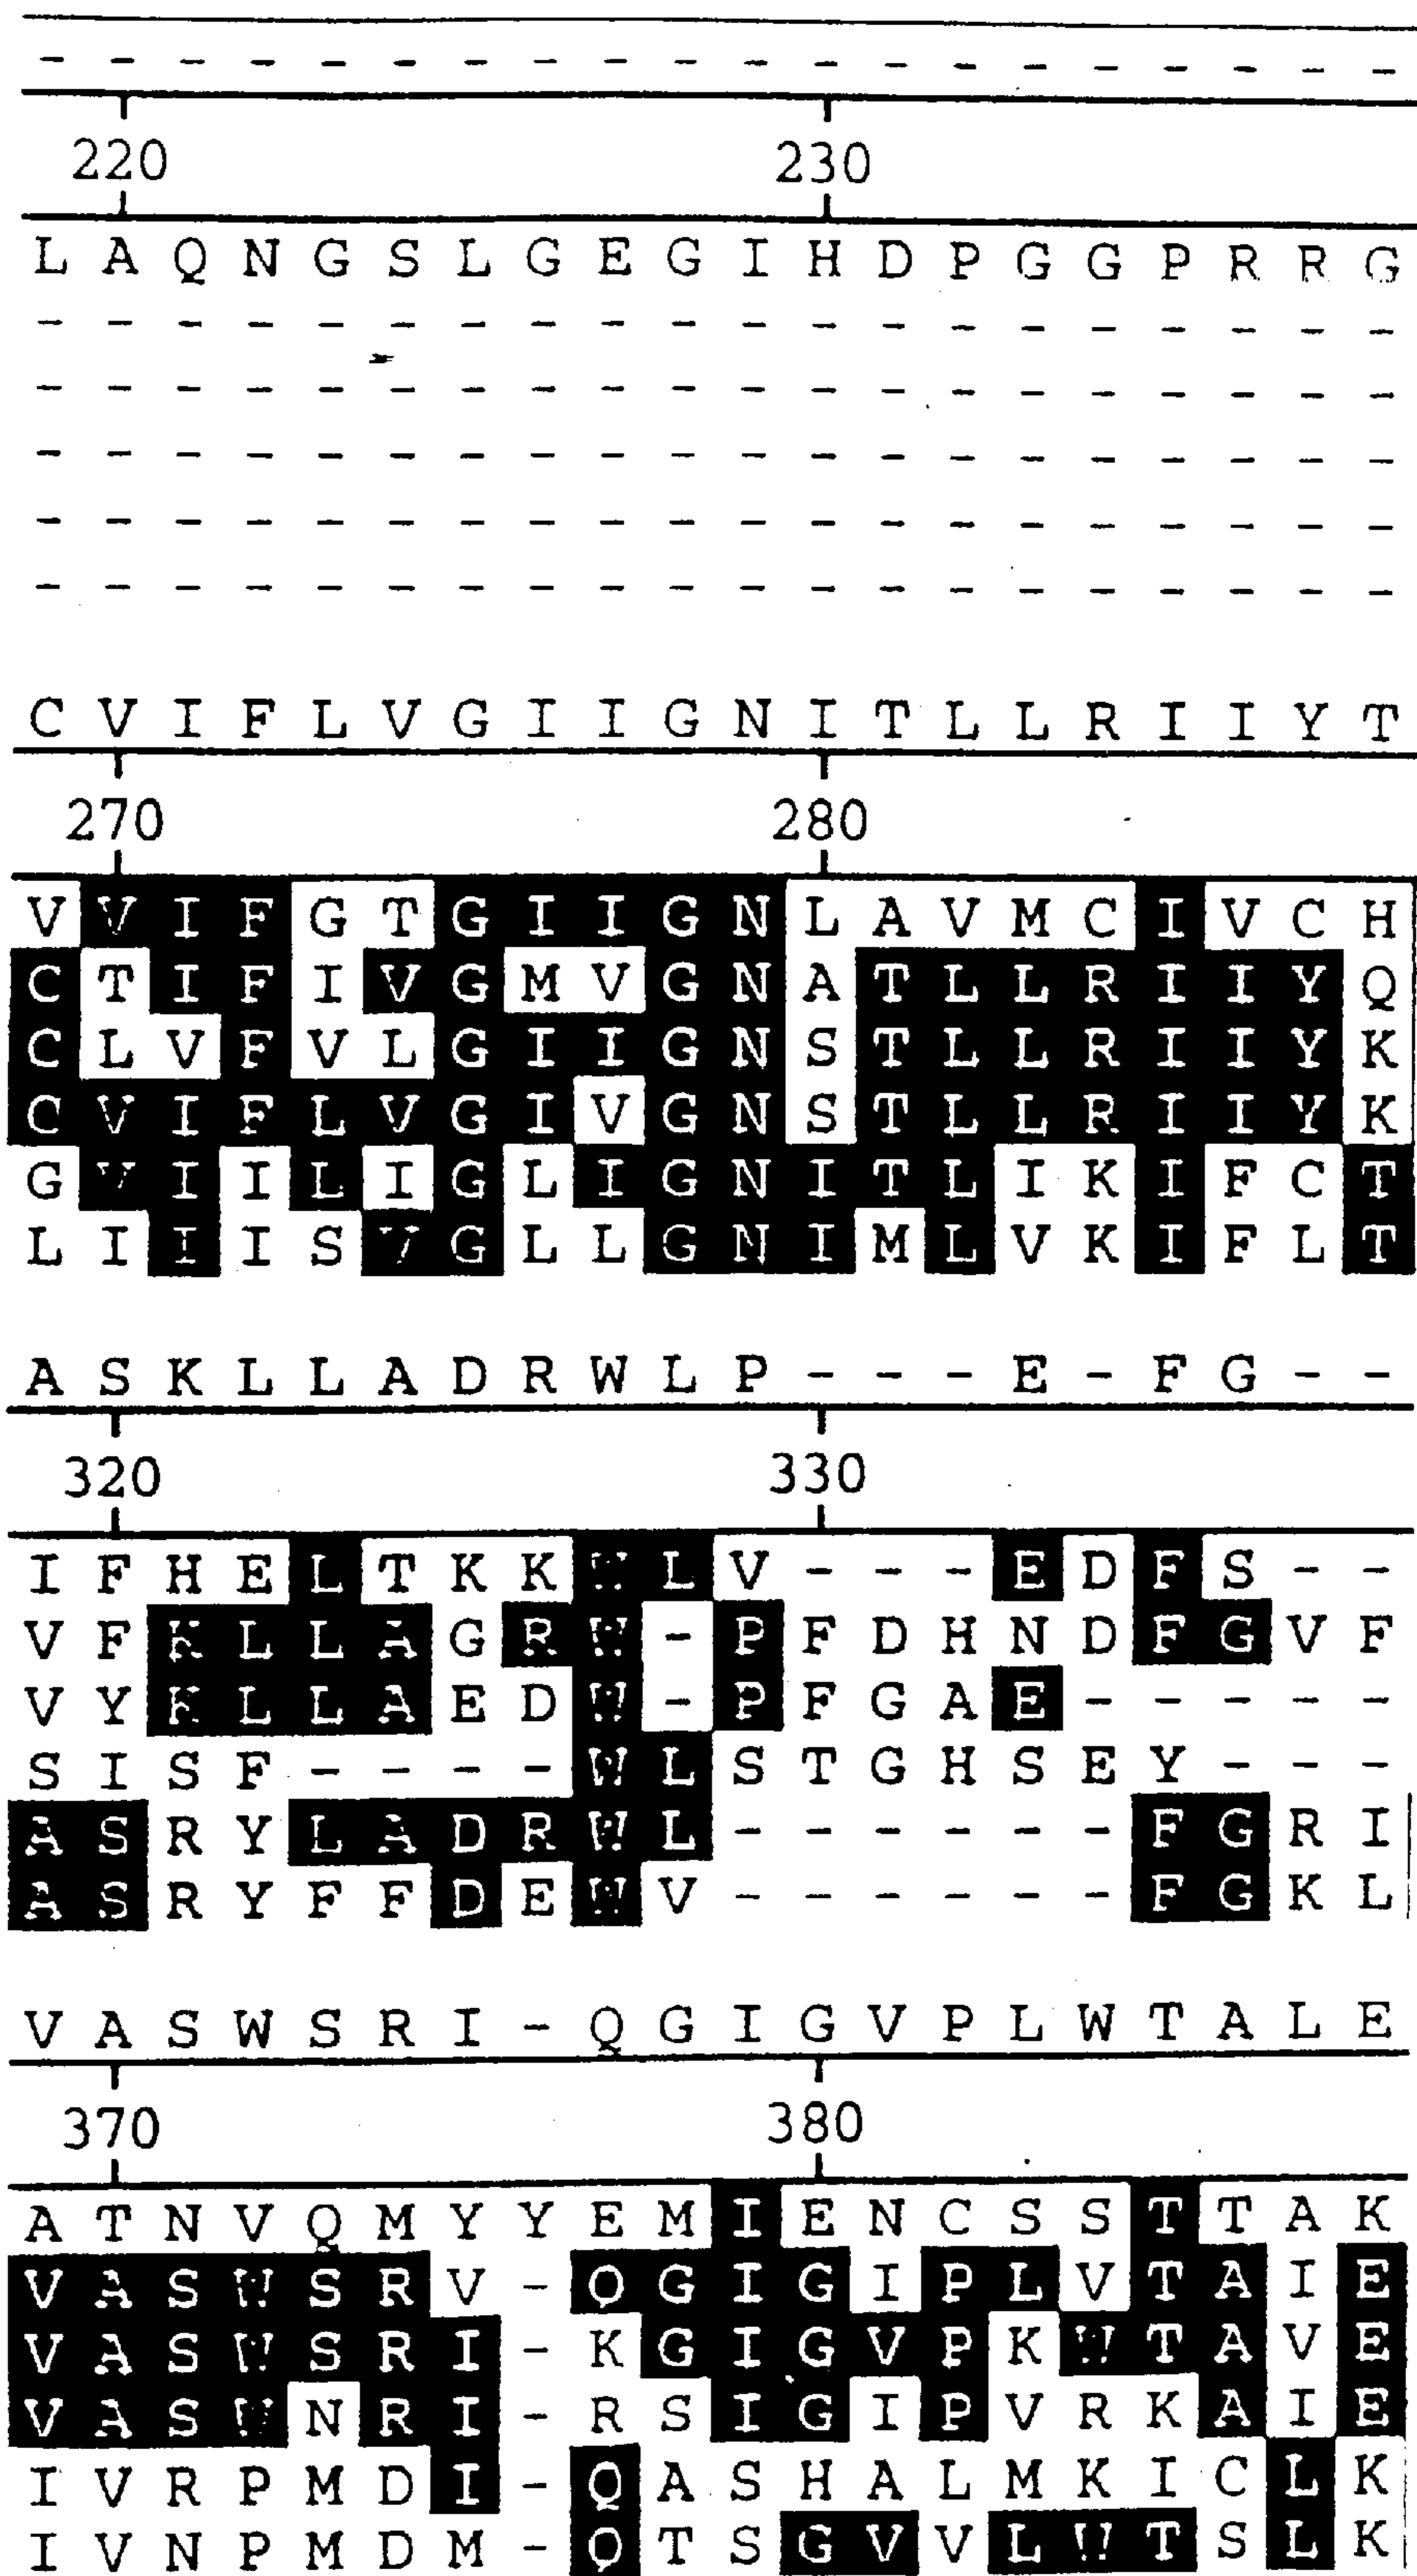 - - - - - - - - - - - - - - - - - - - -
220 230
L A Q N G S L G E G I H D P G G P R R G
- - - - - - - - - - - - - - - - - - - -
- - - - - - - - - - - - - - - - - - - -
- - - - - - - - - - - - - - - - - - - -
- - - - - - - - - - - - - - - - - - - -
- - - - - - - - - - - - - - - - - - - -
C V I F L V G I I G N I T L L R I I Y T
270 280
V V I F G T G I I G N L A V M C I V C H
C T I F I V G M V G N A T L L R I I Y Q
C L V F V L G I I G N S T L L R I I Y K
C V I F L V G I V G N S T L L R I I Y K
G V I I L I G L I G N I T L I K I F C T
L I I I S V G L L G N I M L V K I F L T
A S K L L A D R W L P - - - E - F G - -
320 330
I F H E L T K K W L V - - - E D F S - -
V F K L L A G R W - P F D H N D F G V F
V Y K L L A E D W - P F G A E - - - - -
S I S F - - - - W L S T G H S E Y - - -
A S R Y L A D R W L - - - - - - F G R I
A S R Y F F D E W V - - - - - - F G K L
V A S W S R I - Q G I G V P L W T A L E
370 380
A T N V Q M Y Y E M I E N C S S T T A K
V A S W S R V - Q G I G I P L V T A I E
V A S W S R I - K G I G V P K W T A V E
V A S W N R I - R S I G I P V R K A I E
I V R P M D I - Q A S H A L M K I C L K
I V N P M D M - Q T S G V V L W T S L K